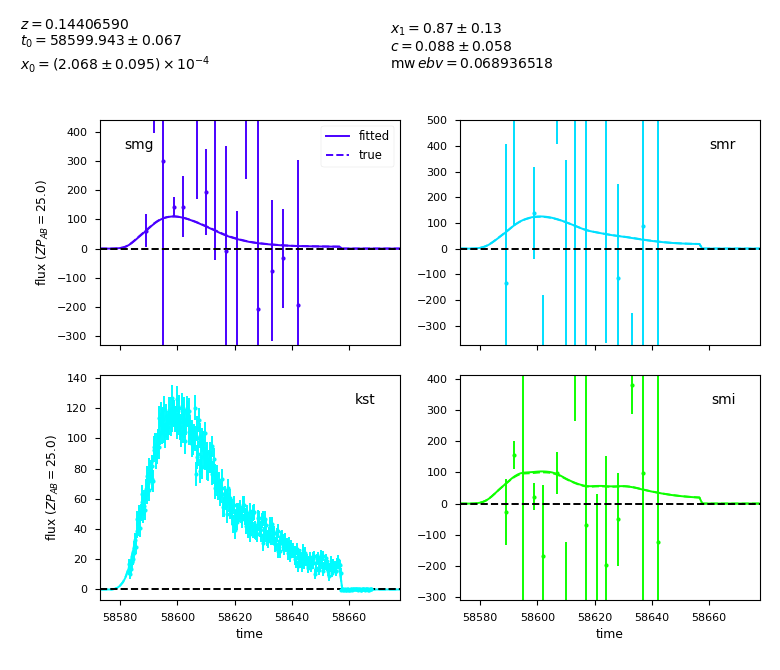 z = 0.14406590
t₀ = 58599.943 ± 0.067
x₀ = (2.068 ± 0.095) × 10⁻⁴
x₁ = 0.87 ± 0.13
c = 0.088 ± 0.058
mw ebv = 0.068936518
smg
fitted
true
400
300
200
100
0
−100
−200
−300
flux (ZP_AB = 25.0)
smr
500
400
300
200
100
0
−100
−200
−300
kst
140
120
100
80
60
40
20
0
flux (ZP_AB = 25.0)
58580 58600 58620 58640 58660
time
smi
400
300
200
100
0
−100
−200
−300
58580 58600 58620 58640 58660
time